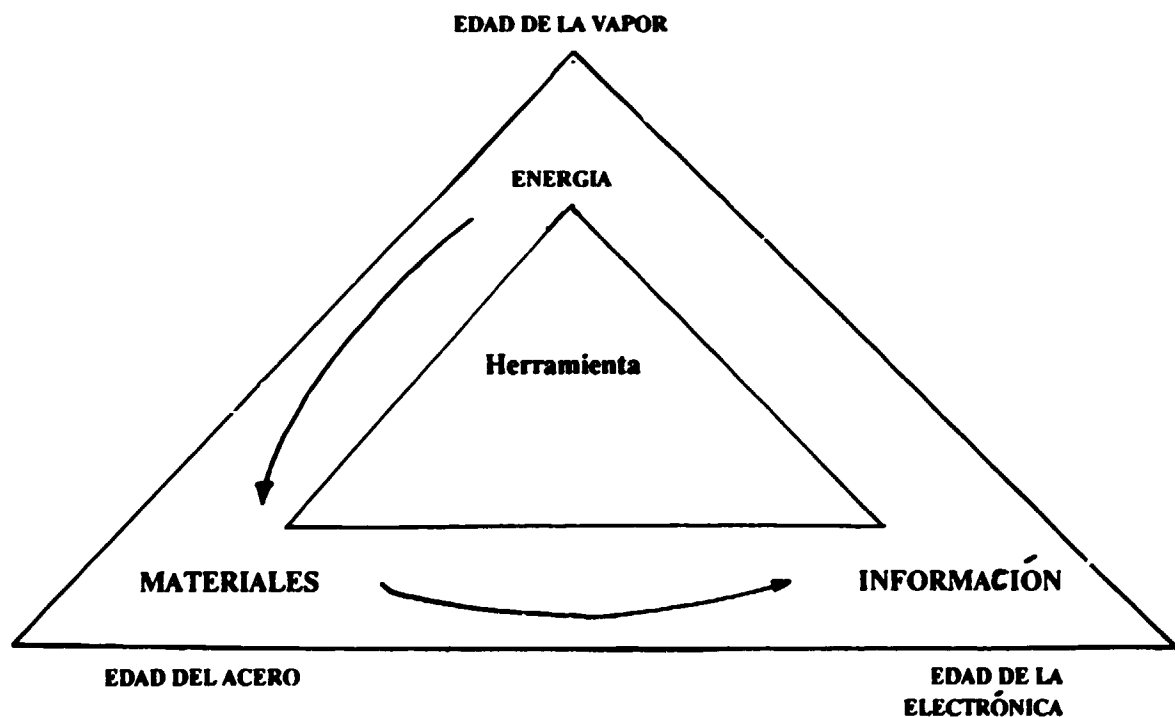 EDAD DE LA VAPOR
ENERGIA
Herramienta
MATERIALES
INFORMACIÓN
EDAD DEL ACERO
EDAD DE LA
ELECTRÓNICA